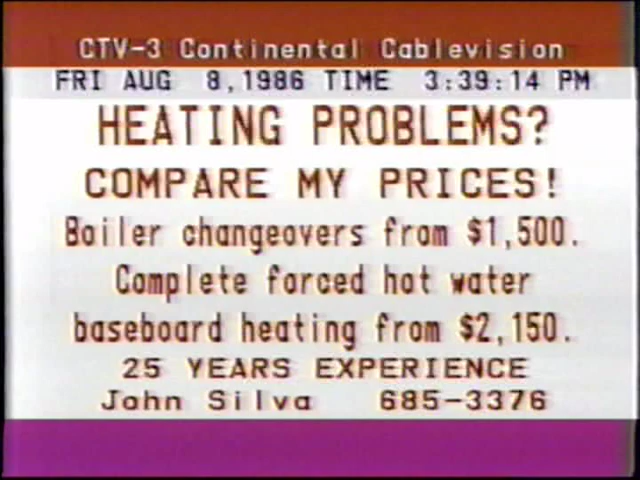 CTV-3 Continental Cablevision
FRI AUG 8,1986 TIME 3:39:14 PM
HEATING PROBLEMS?
COMPARE MY PRICES!
Boiler changeovers from $1,500.
Complete forced hot water
baseboard heating from $2,150.
25 YEARS EXPERIENCE
John Silva 685-3376